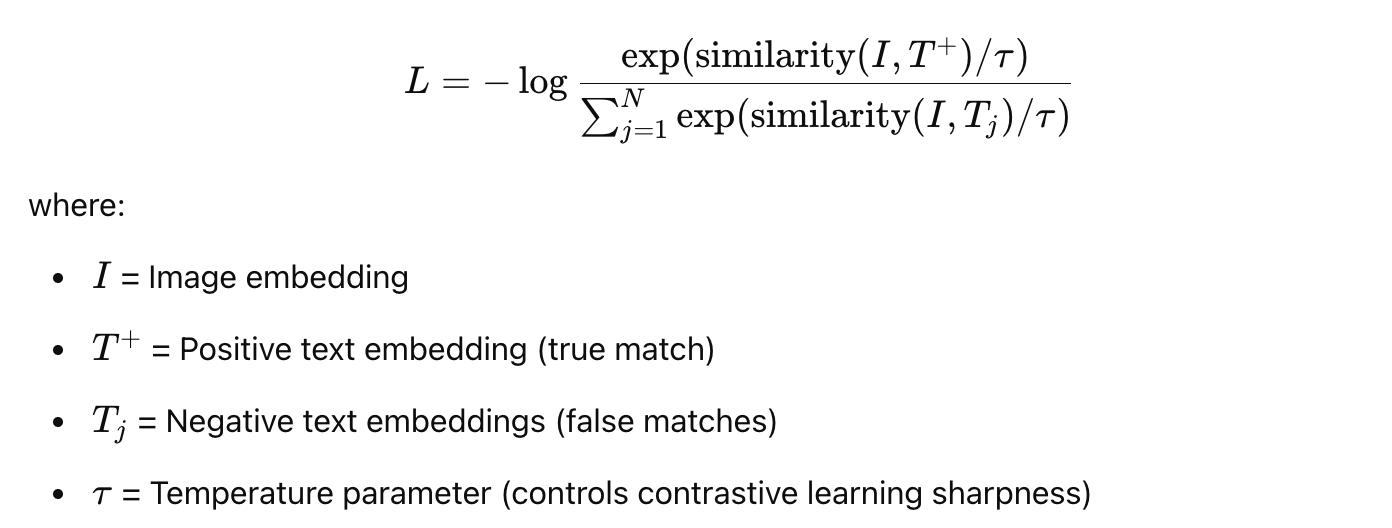 $$L = -\log \frac{\exp(\text{similarity}(I, T^+)/\tau)}{\sum_{j=1}^{N} \exp(\text{similarity}(I, T_j)/\tau)}$$
where:
• $I$ = Image embedding
• $T^+$ = Positive text embedding (true match)
• $T_j$ = Negative text embeddings (false matches)
• $\tau$ = Temperature parameter (controls contrastive learning sharpness)